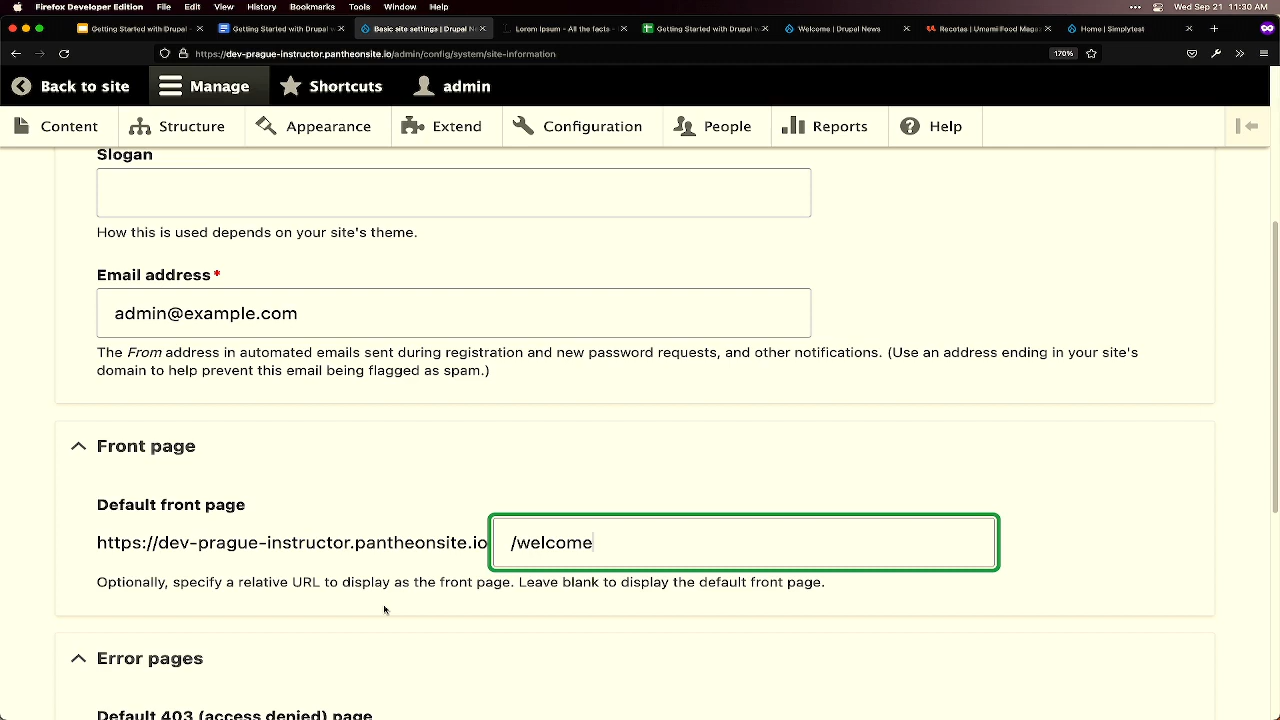 Firefox Developer Edition File Edit View History Bookmarks Tools Window Help Wed Sep 21 11:30 AM
Getting Started with Drupal - Getting Started with Drupal w Basic site settings | Drupal N Lorem Ipsum - All the facts - Getting Started with Drupal w Welcome | Drupal News Recetas | Umami Food Maga Home | Simplytest
https://dev-prague-instructor.pantheonsite.io/admin/config/system/site-information 170%
Back to site Manage Shortcuts admin
Content Structure Appearance Extend Configuration People Reports Help
Slogan
How this is used depends on your site's theme.
Email address*
admin@example.com
The From address in automated emails sent during registration and new password requests, and other notifications. (Use an address ending in your site's
domain to help prevent this email being flagged as spam.)
Front page
Default front page
https://dev-prague-instructor.pantheonsite.io /welcome
Optionally, specify a relative URL to display as the front page. Leave blank to display the default front page.
Error pages
Default 403 (access denied) page